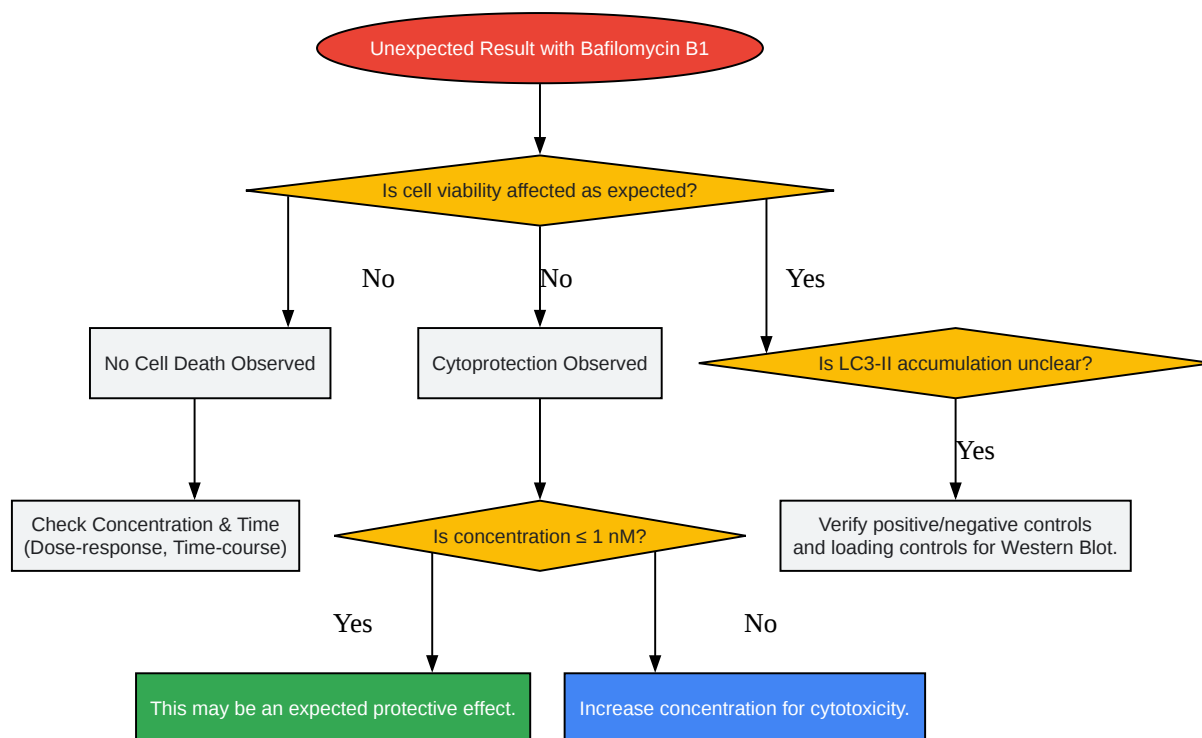 Unexpected Result with Bafilomycin B1
Is cell viability affected as expected?
No
No
Yes
No Cell Death Observed
Cytoprotection Observed
Is LC3-II accumulation unclear?
Yes
Check Concentration & Time
(Dose-response, Time-course)
Is concentration ≤ 1 nM?
Verify positive/negative controls
and loading controls for Western Blot.
Yes
No
This may be an expected protective effect.
Increase concentration for cytotoxicity.